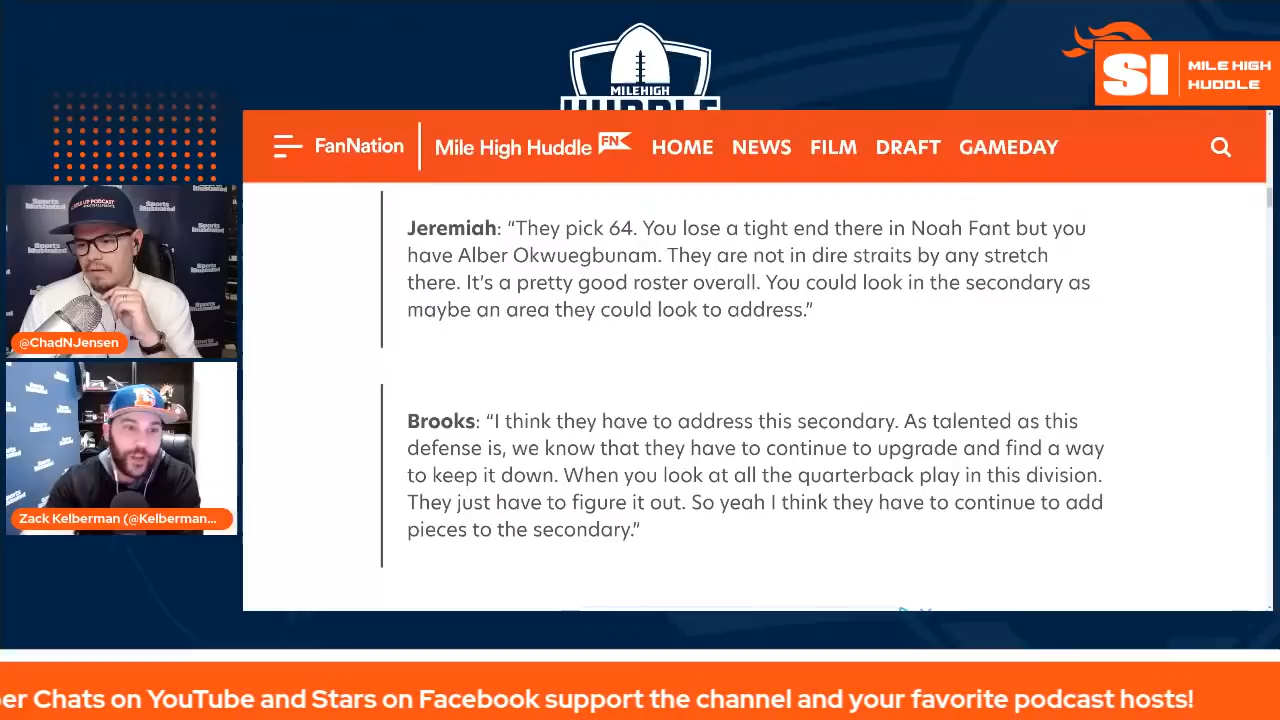 MILE HIGH
HUDDLE
SI MILE HIGH
HUDDLE
FanNation Mile High Huddle FN HOME NEWS FILM DRAFT GAMEDAY
Jeremiah: “They pick 64. You lose a tight end there in Noah Fant but you
have Alber Okwuegbunam. They are not in dire straits by any stretch
there. It’s a pretty good roster overall. You could look in the secondary as
maybe an area they could look to address.”
Brooks: “I think they have to address this secondary. As talented as this
defense is, we know that they have to continue to upgrade and find a way
to keep it down. When you look at all the quarterback play in this division.
They just have to figure it out. So yeah I think they have to continue to add
pieces to the secondary.”
Sports
Illustrated
@ChadNJensen
Zack Kelberman (@Kelberman...
er Chats on YouTube and Stars on Facebook support the channel and your favorite podcast hosts!